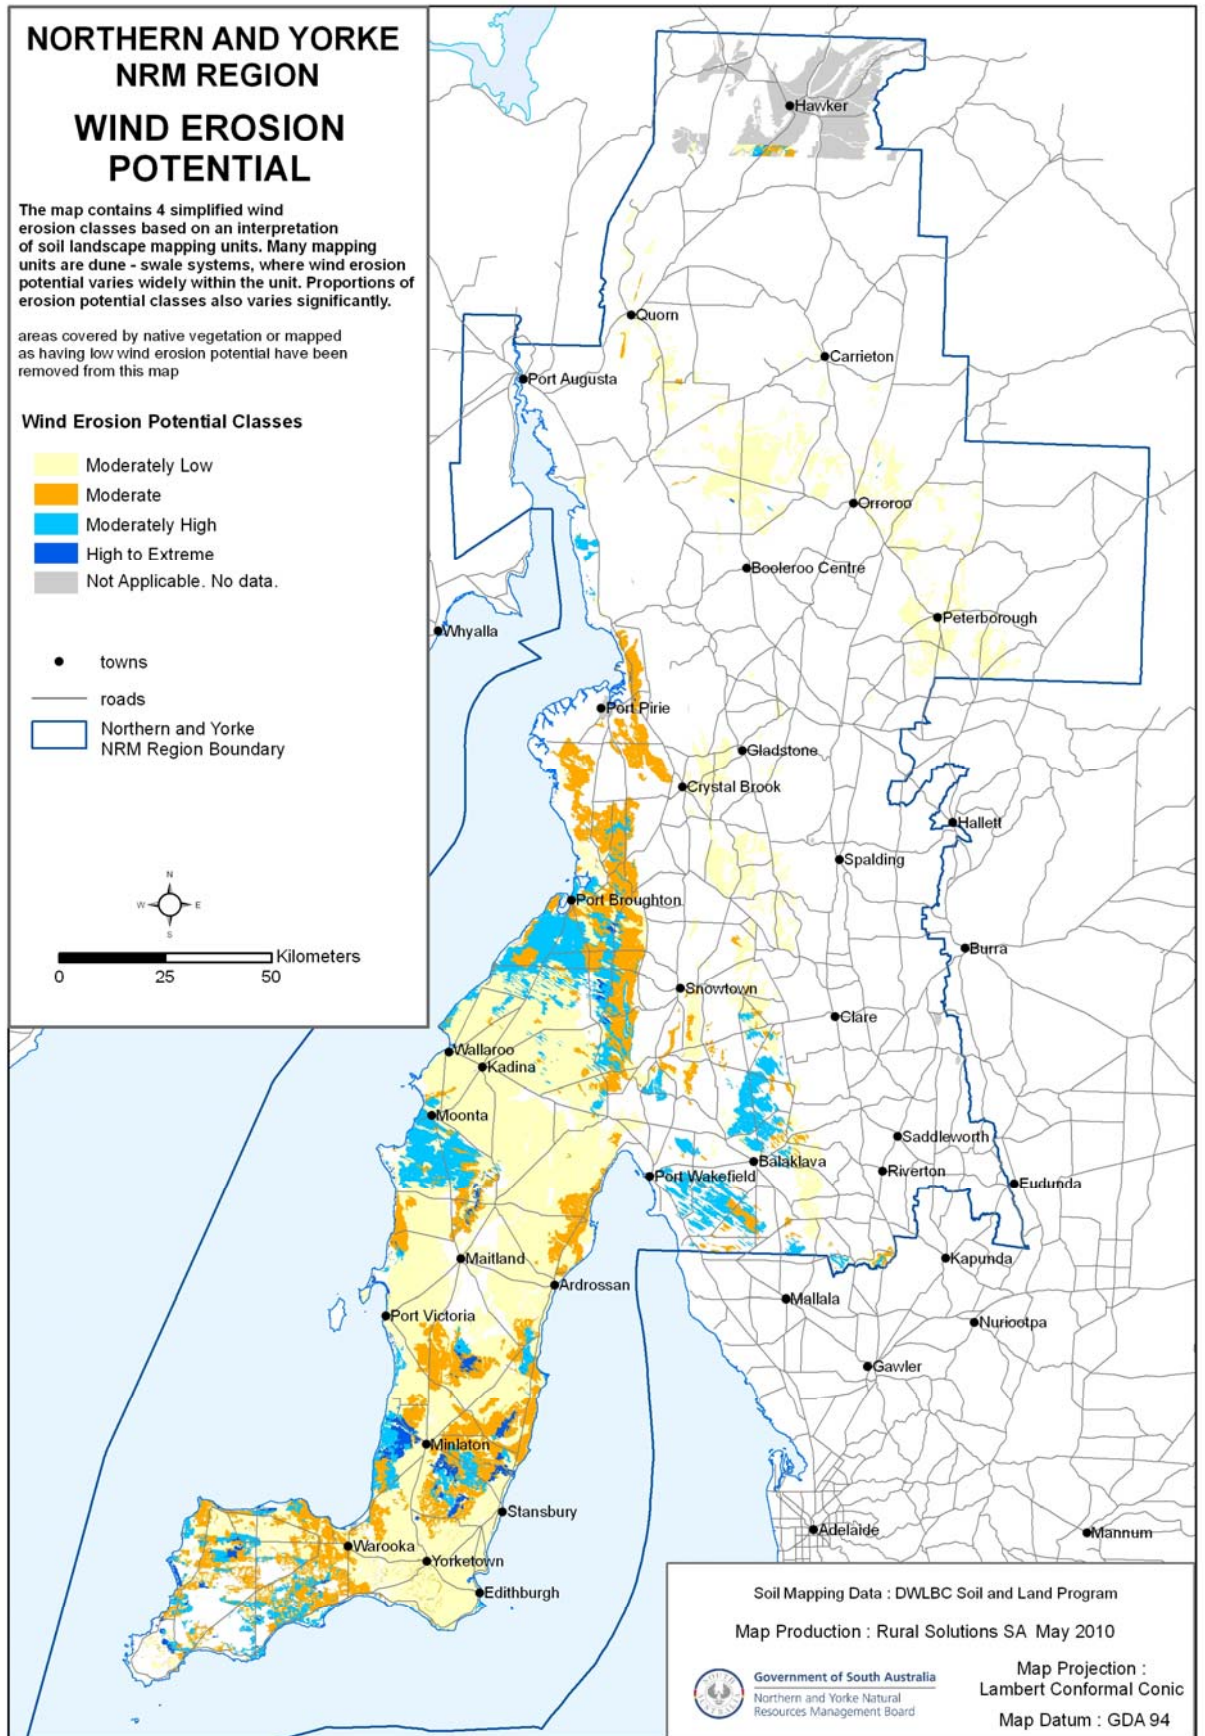 NORTHERN AND YORKE
NRM REGION
WIND EROSION
POTENTIAL
The map contains 4 simplified wind
erosion classes based on an interpretation
of soil landscape mapping units. Many mapping
units are dune - swale systems, where wind erosion
potential varies widely within the unit. Proportions of
erosion potential classes also varies significantly.
areas covered by native vegetation or mapped
as having low wind erosion potential have been
removed from this map
Wind Erosion Potential Classes
Moderately Low
Moderate
Moderately High
High to Extreme
Not Applicable. No data.
towns
roads
Northern and Yorke
NRM Region Boundary
N
W
E
S
Kilometers
0
25
50
Hawker
Quorn
Carrieton
Port Augusta
Orroroo
Booleroo Centre
Peterborough
Whyalla
Port Pirie
Gladstone
Crystal Brook
Hallett
Spalding
Port Broughton
Burra
Snowtown
Clare
Wallaroo
Kadina
Moonta
Saddleworth
Balaklava
Riverton
Port Wakefield
Eudunda
Maitland
Kapunda
Ardrossan
Mallala
Port Victoria
Nuriootpa
Gawler
Minlaton
Stansbury
Adelaide
Mannum
Warooka
Yorketown
Edithburgh
Soil Mapping Data : DWLBC Soil and Land Program
Map Production : Rural Solutions SA May 2010
SOUTH
AUSTRALIA
Government of South Australia
Northern and Yorke Natural
Resources Management Board
Map Projection :
Lambert Conformal Conic
Map Datum : GDA 94